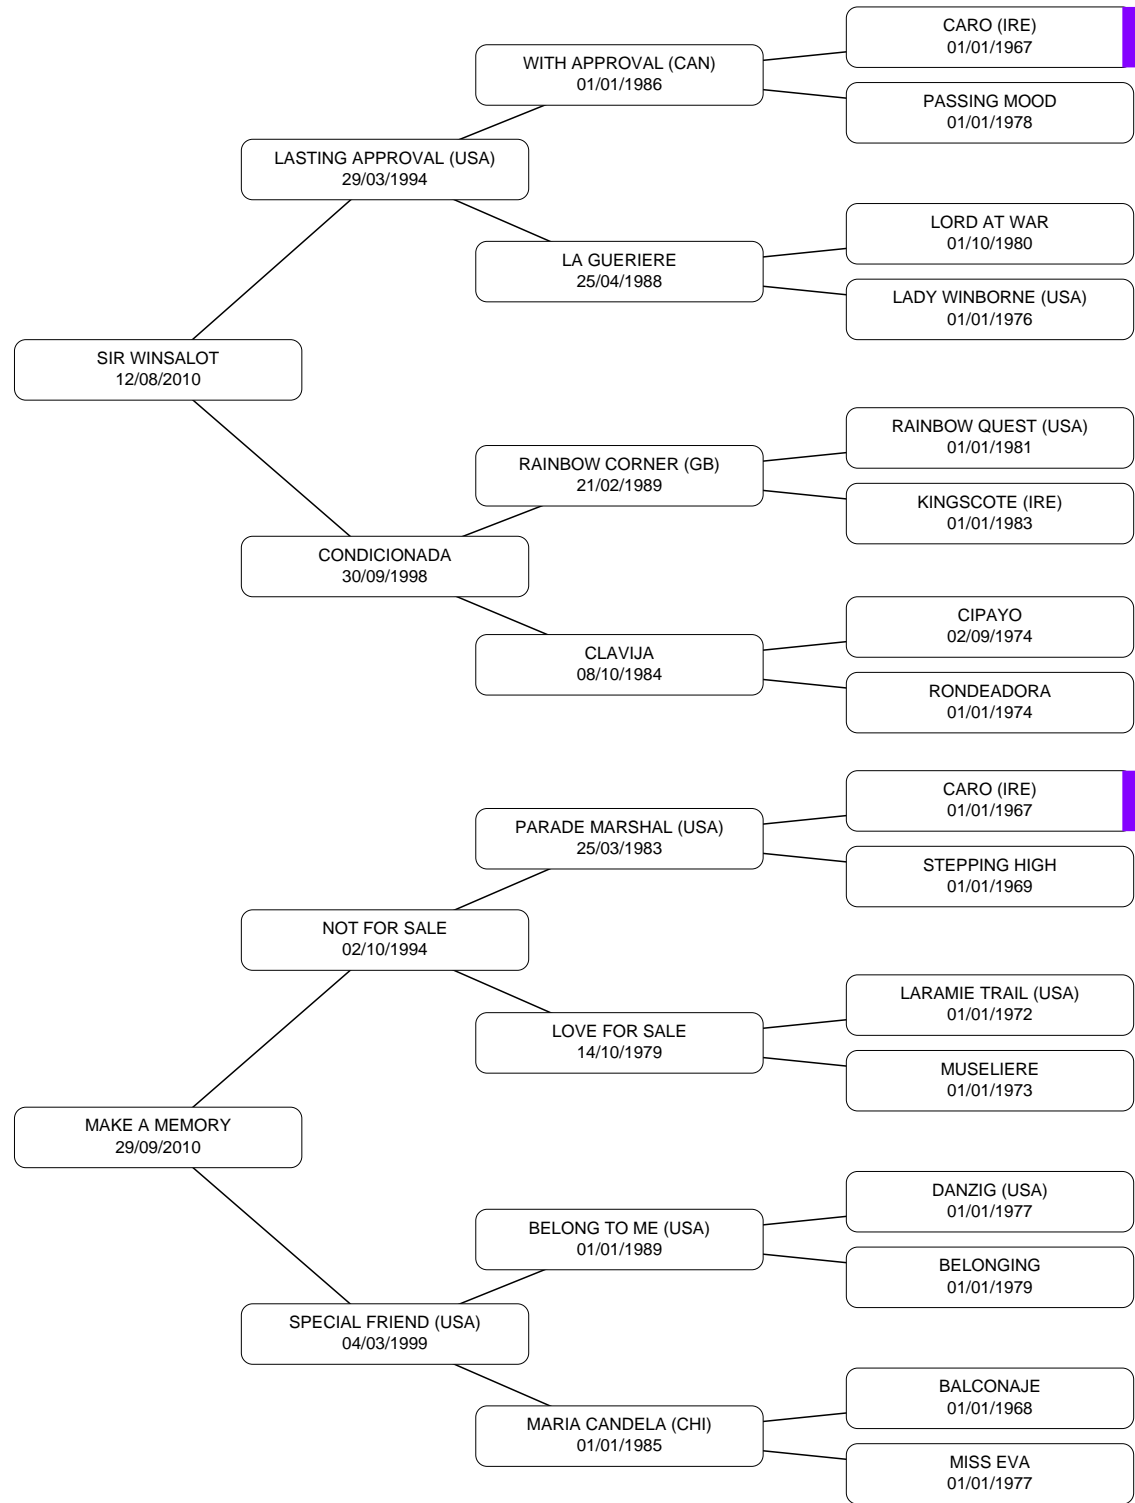 CARO (IRE)
01/01/1967
WITH APPROVAL (CAN)
01/01/1986
PASSING MOOD
01/01/1978
LASTING APPROVAL (USA)
29/03/1994
LORD AT WAR
01/10/1980
LA GUERIERE
25/04/1988
LADY WINBORNE (USA)
01/01/1976
SIR WINSALOT
12/08/2010
RAINBOW QUEST (USA)
01/01/1981
RAINBOW CORNER (GB)
21/02/1989
KINGSCOTE (IRE)
01/01/1983
CONDICIONADA
30/09/1998
CIPAYO
02/09/1974
CLAVIJA
08/10/1984
RONDEADORA
01/01/1974
CARO (IRE)
01/01/1967
PARADE MARSHAL (USA)
25/03/1983
STEPPING HIGH
01/01/1969
NOT FOR SALE
02/10/1994
LARAMIE TRAIL (USA)
01/01/1972
LOVE FOR SALE
14/10/1979
MUSELIERE
01/01/1973
MAKE A MEMORY
29/09/2010
DANZIG (USA)
01/01/1977
BELONG TO ME (USA)
01/01/1989
BELONGING
01/01/1979
SPECIAL FRIEND (USA)
04/03/1999
BALCONAJE
01/01/1968
MARIA CANDELA (CHI)
01/01/1985
MISS EVA
01/01/1977